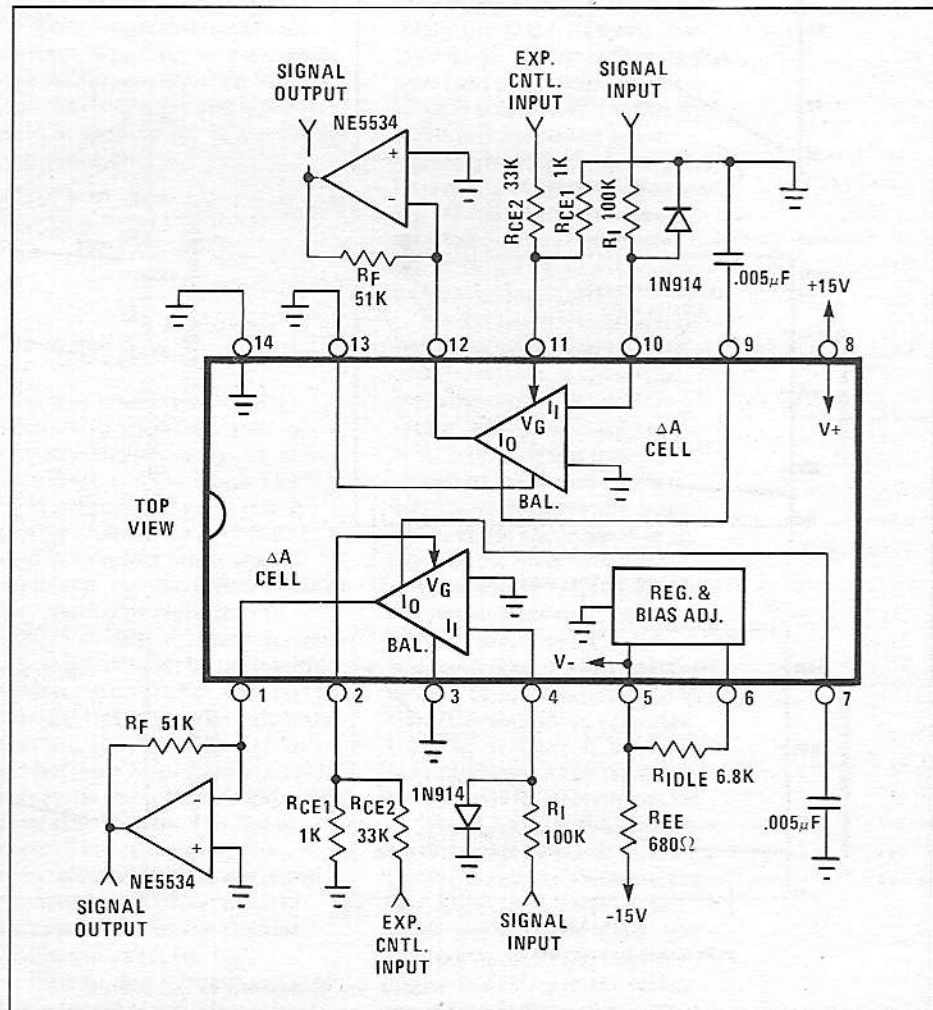 SIGNAL OUTPUT
NE5534
+
-
RF
51K
EXP. CNTL. INPUT
SIGNAL INPUT
RCE2 33K
RCE1 1K
RI 100K
1N914
.005µF
+15V
14
13
12
11
10
9
8
VG
II
IO
BAL.
ΔA CELL
V+
TOP VIEW
ΔA CELL
VG
IO
II
BAL.
REG. & BIAS ADJ.
V-
1
2
3
4
5
6
7
RF 51K
-
+
NE5534
SIGNAL OUTPUT
RCE1 1K
RCE2 33K
EXP. CNTL. INPUT
1N914
RI 100K
SIGNAL INPUT
RIDLE 6.8K
REE 680Ω
-15V
.005µF